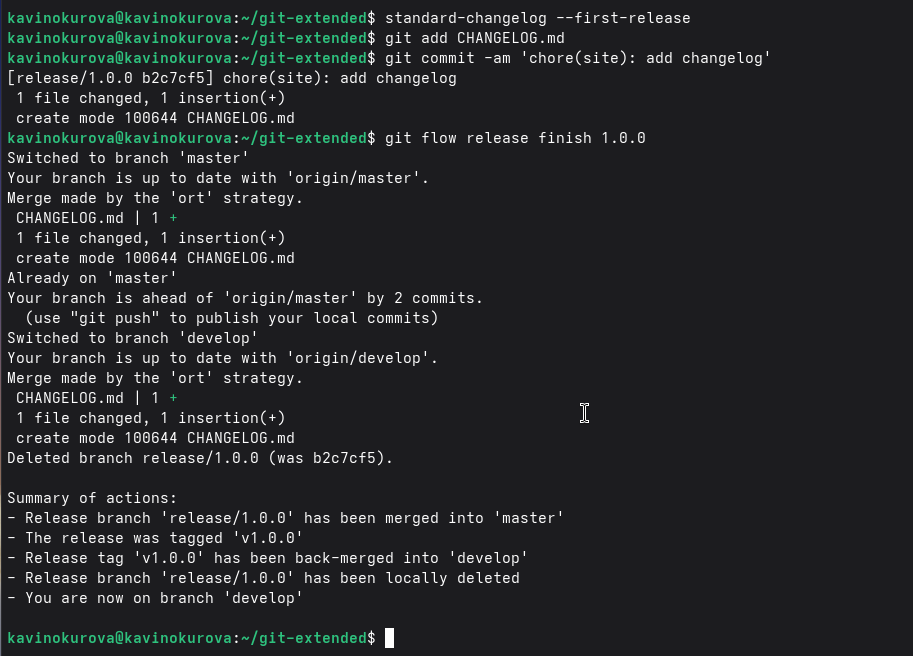 kavinokurova@kavinokurova:~/git-extended$ standard-changelog --first-release
kavinokurova@kavinokurova:~/git-extended$ git add CHANGELOG.md
kavinokurova@kavinokurova:~/git-extended$ git commit -am 'chore(site): add changelog'
[release/1.0.0 b2c7cf5] chore(site): add changelog
 1 file changed, 1 insertion(+)
 create mode 100644 CHANGELOG.md
kavinokurova@kavinokurova:~/git-extended$ git flow release finish 1.0.0
Switched to branch 'master'
Your branch is up to date with 'origin/master'.
Merge made by the 'ort' strategy.
 CHANGELOG.md | 1 +
 1 file changed, 1 insertion(+)
 create mode 100644 CHANGELOG.md
Already on 'master'
Your branch is ahead of 'origin/master' by 2 commits.
  (use "git push" to publish your local commits)
Switched to branch 'develop'
Your branch is up to date with 'origin/develop'.
Merge made by the 'ort' strategy.
 CHANGELOG.md | 1 +
 1 file changed, 1 insertion(+)
 create mode 100644 CHANGELOG.md
Deleted branch release/1.0.0 (was b2c7cf5).

Summary of actions:
- Release branch 'release/1.0.0' has been merged into 'master'
- The release was tagged 'v1.0.0'
- Release tag 'v1.0.0' has been back-merged into 'develop'
- Release branch 'release/1.0.0' has been locally deleted
- You are now on branch 'develop'

kavinokurova@kavinokurova:~/git-extended$